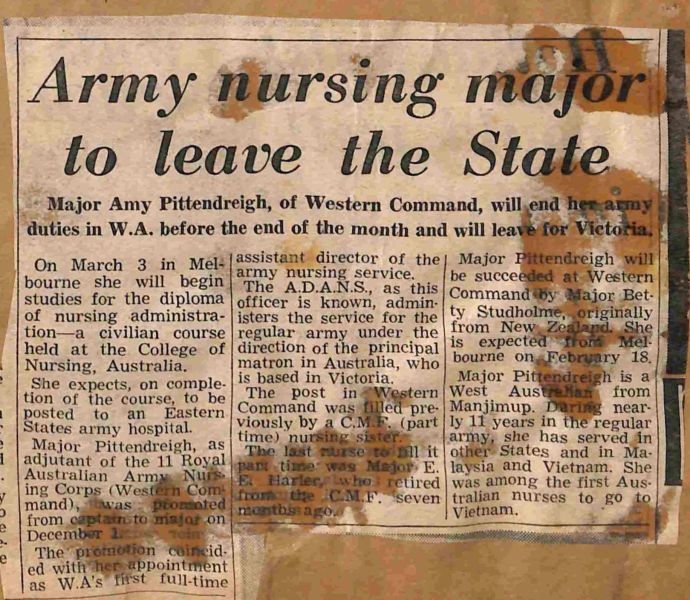 Army nursing major
to leave the State
Major Amy Pittendreigh, of Western Command, will end her army
duties in W.A. before the end of the month and will leave for Victoria.
On March 3 in Mel-
bourne she will begin
studies for the diploma
of nursing administra-
tion—a civilian course
held at the College of
Nursing, Australia.
She expects, on comple-
tion of the course, to be
posted to an Eastern
States army hospital.
Major Pittendreigh, as
adjutant of the 11 Royal
Australian Army Nurs-
ing Corps (Western Com-
mand), was promoted
from captain to major on
December 1.
The promotion coincid-
ed with her appointment
as W.A's first full-time
assistant director of the
army nursing service.
The A.D.A.N.S., as this
officer is known, admin-
isters the service for the
regular army under the
direction of the principal
matron in Australia, who
is based in Victoria.
The post in Western
Command was filled pre-
viously by a C.M.F. (part
time) nursing sister.
The last nurse to fill it
part time was Major E.
E. Harler, who retired
from the C.M.F. seven
months ago.
Major Pittendreigh will
be succeeded at Western
Command by Major Bet-
ty Studholme, originally
from New Zealand. She
is expected from Mel-
bourne on February 18.
Major Pittendreigh is a
West Australian from
Manjimup. During near-
ly 11 years in the regular
army, she has served in
other States and in Ma-
laysia and Vietnam. She
was among the first Aus-
tralian nurses to go to
Vietnam.